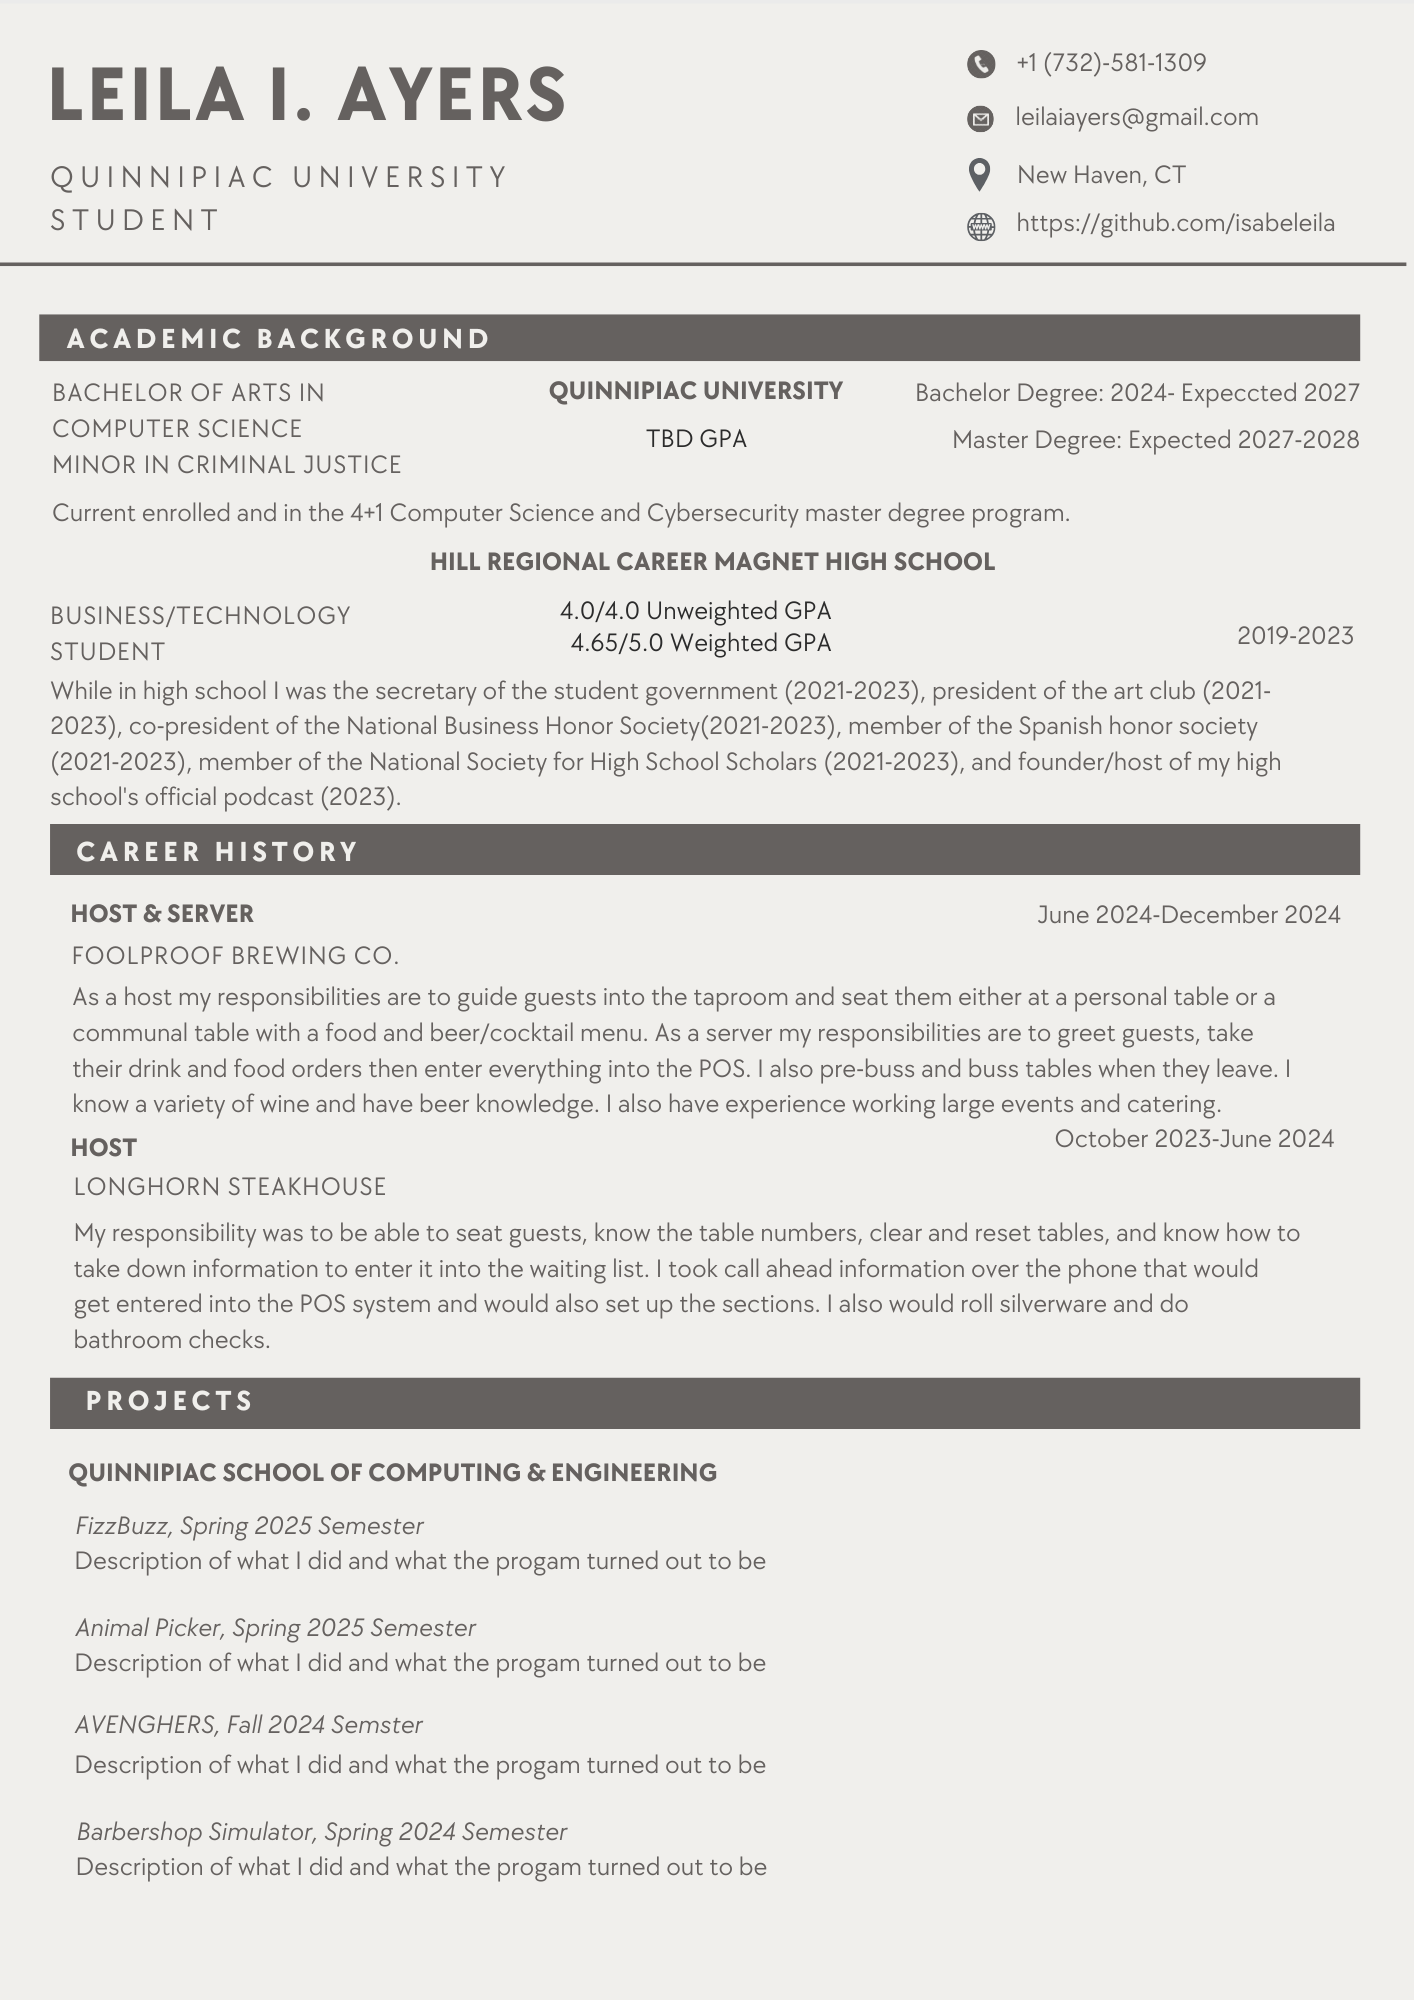 LEILA I. AYERS
QUINNIPIAC UNIVERSITY
STUDENT
+1 (732)-581-1309
leilaiayers@gmail.com
New Haven, CT
https://github.com/isabeleila
ACADEMIC BACKGROUND
BACHELOR OF ARTS IN
COMPUTER SCIENCE
MINOR IN CRIMINAL JUSTICE
QUINNIPIAC UNIVERSITY
TBD GPA
Bachelor Degree: 2024- Expeccted 2027
Master Degree: Expected 2027-2028
Current enrolled and in the 4+1 Computer Science and Cybersecurity master degree program.
HILL REGIONAL CAREER MAGNET HIGH SCHOOL
BUSINESS/TECHNOLOGY
STUDENT
4.0/4.0 Unweighted GPA
4.65/5.0 Weighted GPA
2019-2023
While in high school I was the secretary of the student government (2021-2023), president of the art club (2021-
2023), co-president of the National Business Honor Society(2021-2023), member of the Spanish honor society
(2021-2023), member of the National Society for High School Scholars (2021-2023), and founder/host of my high
school's official podcast (2023).
CAREER HISTORY
HOST & SERVER
June 2024-December 2024
FOOLPROOF BREWING CO.
As a host my responsibilities are to guide guests into the taproom and seat them either at a personal table or a
communal table with a food and beer/cocktail menu. As a server my responsibilities are to greet guests, take
their drink and food orders then enter everything into the POS. I also pre-buss and buss tables when they leave. I
know a variety of wine and have beer knowledge. I also have experience working large events and catering.
HOST
October 2023-June 2024
LONGHORN STEAKHOUSE
My responsibility was to be able to seat guests, know the table numbers, clear and reset tables, and know how to
take down information to enter it into the waiting list. I took call ahead information over the phone that would
get entered into the POS system and would also set up the sections. I also would roll silverware and do
bathroom checks.
PROJECTS
QUINNIPIAC SCHOOL OF COMPUTING & ENGINEERING
FizzBuzz, Spring 2025 Semester
Description of what I did and what the progam turned out to be
Animal Picker, Spring 2025 Semester
Description of what I did and what the progam turned out to be
AVENGHERS, Fall 2024 Semster
Description of what I did and what the progam turned out to be
Barbershop Simulator, Spring 2024 Semester
Description of what I did and what the progam turned out to be